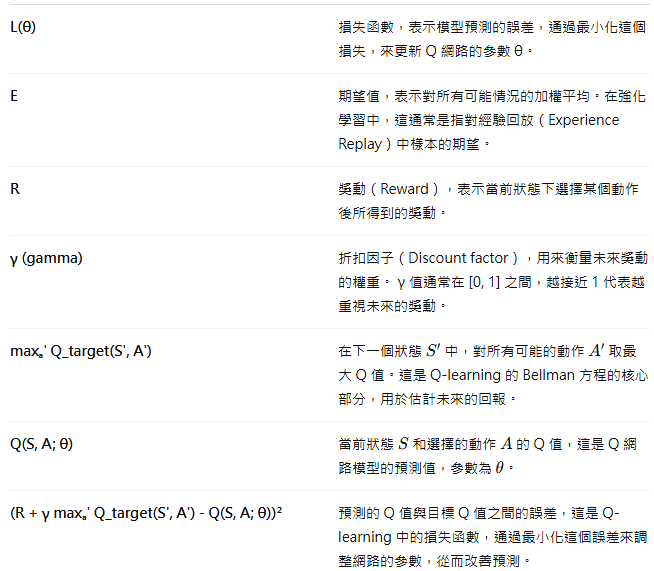 L(θ)
損失函數，表示模型預測的誤差，通過最小化這個
損失，來更新 Q 網路的參數 θ。
E
期望值，表示對所有可能情況的加權平均。在強化
學習中，這通常是指對經驗回放（Experience
Replay）中樣本的期望。
R
獎勵（Reward），表示當前狀態下選擇某個動作
後所得到的獎勵。
γ (gamma)
折扣因子（Discount factor），用來衡量未來獎勵
的權重。 γ 值通常在 [0, 1] 之間，越接近 1 代表越
重視未來的獎勵。
maxₐ' Q_target(S', A')
在下一個狀態 S′ 中，對所有可能的動作 A′ 取最
大 Q 值。這是 Q-learning 的 Bellman 方程的核心
部分，用於估計未來的回報。
Q(S, A; θ)
當前狀態 S 和選擇的動作 A 的 Q 值，這是 Q 網
路模型的預測值，參數為 θ。
(R + γ maxₐ' Q_target(S', A') - Q(S, A; θ))²
預測的 Q 值與目標 Q 值之間的誤差，這是 Q-
learning 中的損失函數，通過最小化這個誤差來調
整網路的參數，從而改善預測。